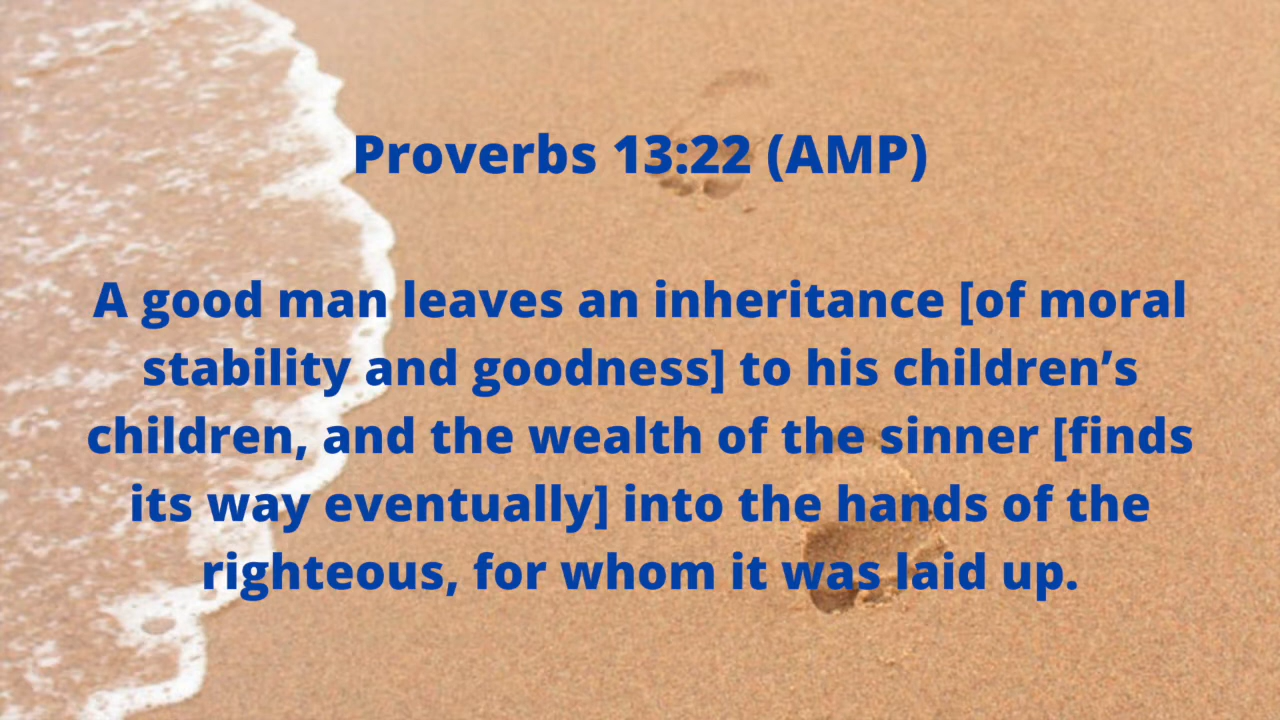 Proverbs 13:22 (AMP)
A good man leaves an inheritance [of moral
stability and goodness] to his children’s
children, and the wealth of the sinner [finds
its way eventually] into the hands of the
righteous, for whom it was laid up.